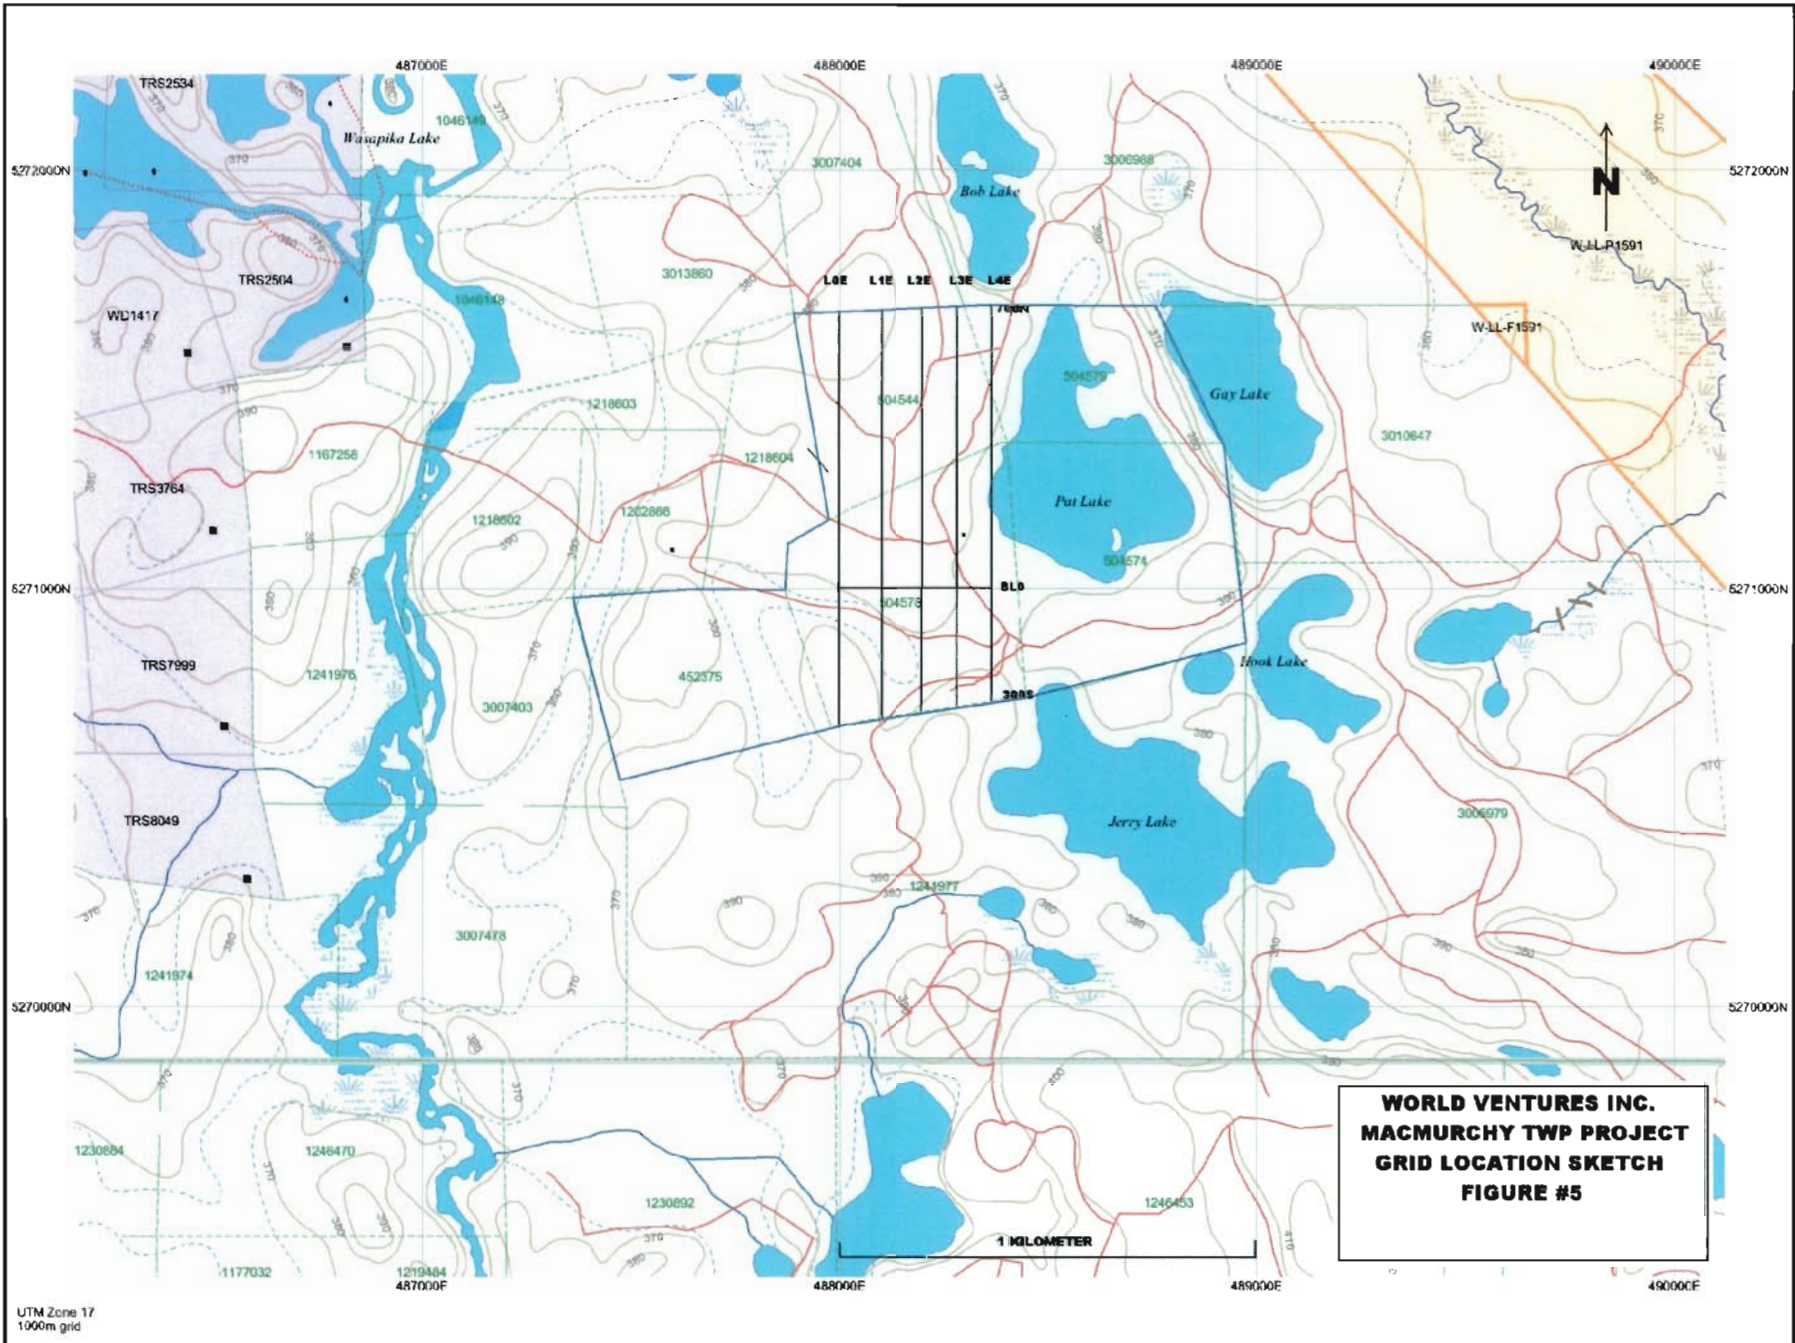 487000E 488000E 489000E 490000E
TRS2534
1046149
Wasapika Lake
3007404
3006988
5272000N
5272000N
N
Bob Lake
W-LL-P1591
TRS2504
3013860
L0E L1E L2E L3E L4E
1046148
700N
WD1417
W-LL-F1591
504579
Gay Lake
504544
1218603
3010647
1167256
1218604
TRS3764
Pat Lake
1218602
1202866
504574
5271000N
BL0
5271000N
504576
TRS7999
Hook Lake
1241976
452375
300S
3007403
TRS8049
Jerry Lake
3006979
1241977
3007478
1241974
5270000N
5270000N
WORLD VENTURES INC.
MACMURCHY TWP PROJECT
GRID LOCATION SKETCH
FIGURE #5
1230884
1246470
1230892
1246453
1 KILOMETER
1177032
1219484
487000E 488000E 489000E 490000E
UTM Zone 17
1000m grid